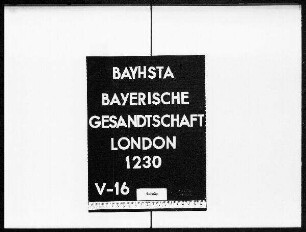 BAYHSTA
BAYERISCHE
GESANDTSCHAFT
LONDON
1230
V-16